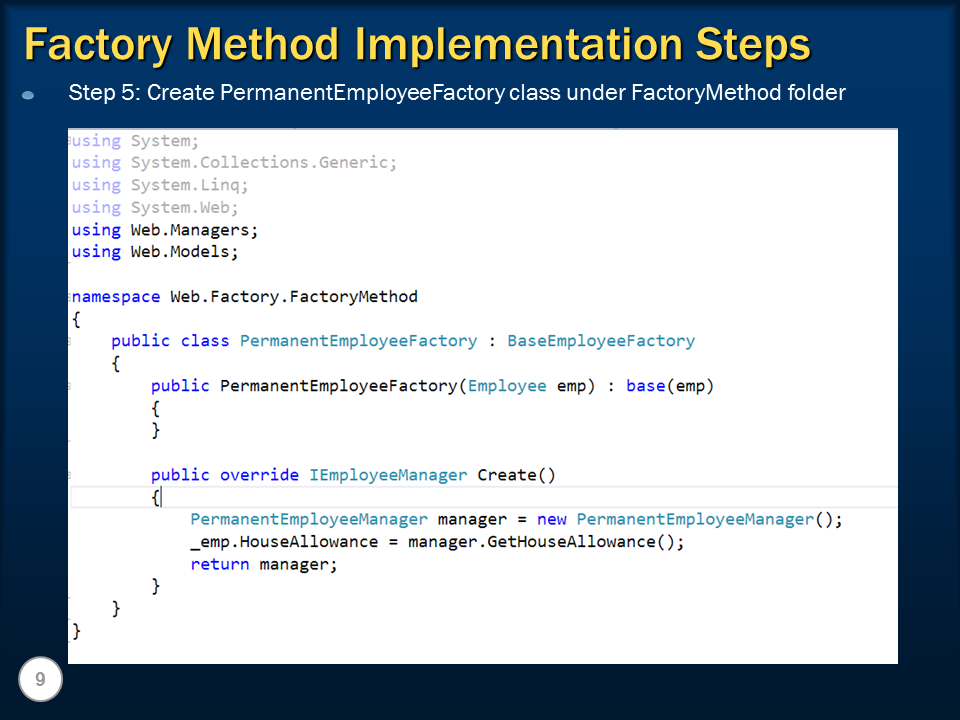 Factory Method Implementation Steps
Step 5: Create PermanentEmployeeFactory class under FactoryMethod folder
using System;
using System.Collections.Generic;
using System.Linq;
using System.Web;
using Web.Managers;
using Web.Models;
namespace Web.Factory.FactoryMethod
{
public class PermanentEmployeeFactory : BaseEmployeeFactory
{
public PermanentEmployeeFactory(Employee emp) : base(emp)
{
}
public override IEmployeeManager Create()
{
PermanentEmployeeManager manager = new PermanentEmployeeManager();
_emp.HouseAllowance = manager.GetHouseAllowance();
return manager;
}
}
}
9